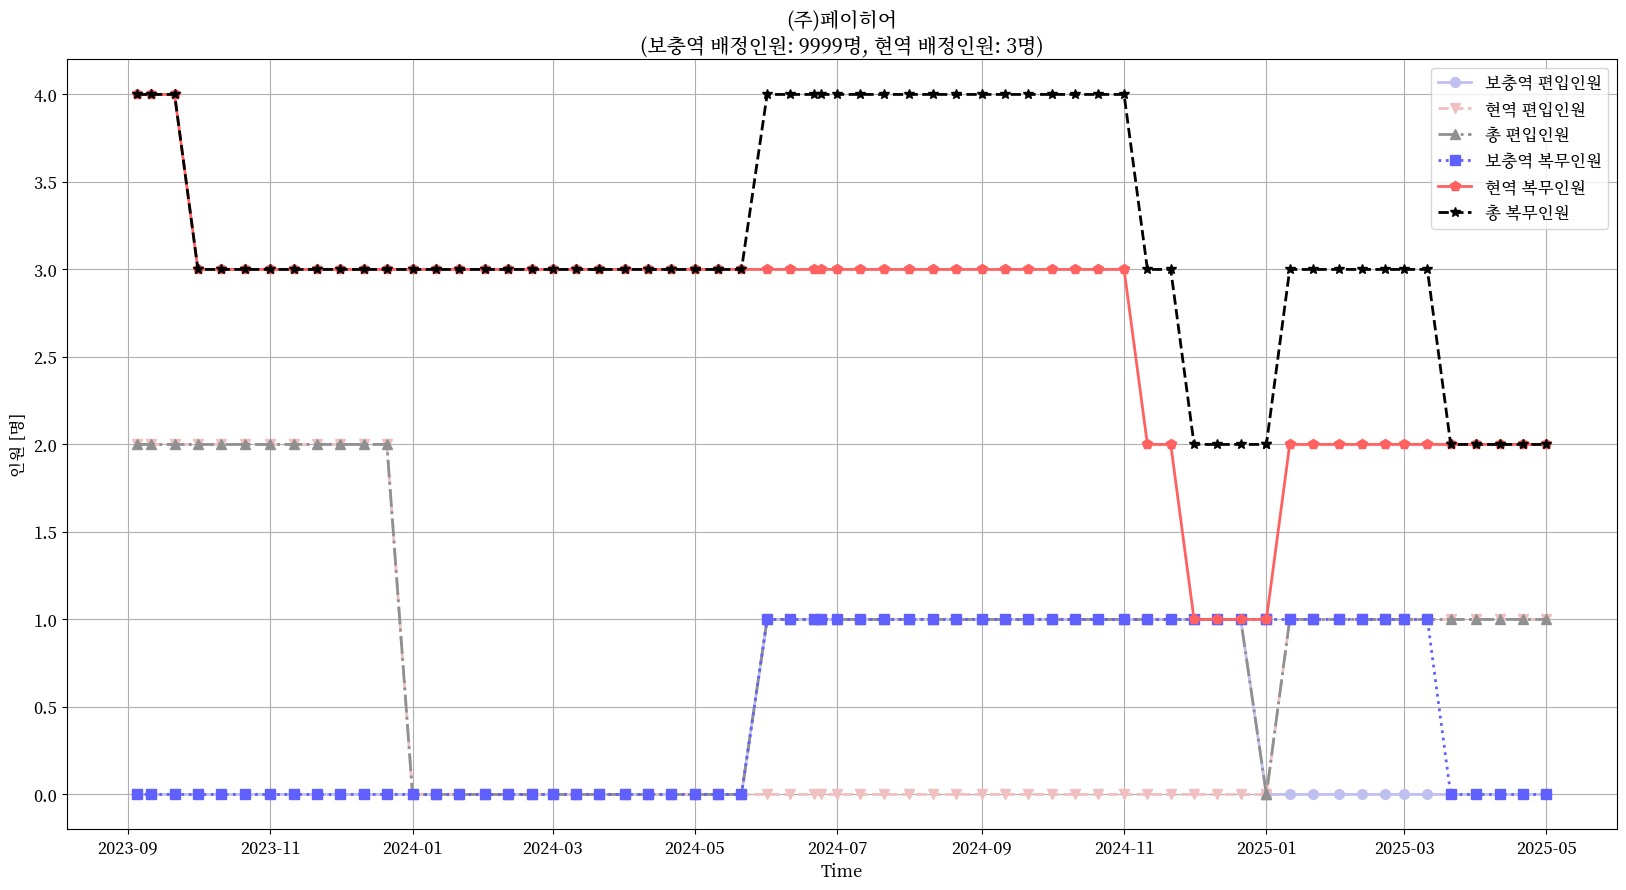 (주)페이히어
(보충역 배정인원: 9999명, 현역 배정인원: 3명)
보충역 편입인원
현역 편입인원
총 편입인원
보충역 복무인원
현역 복무인원
총 복무인원
인원 [명]
4.0
3.5
3.0
2.5
2.0
1.5
1.0
0.5
0.0
2023-09 2023-11 2024-01 2024-03 2024-05 2024-07 2024-09 2024-11 2025-01 2025-03 2025-05
Time